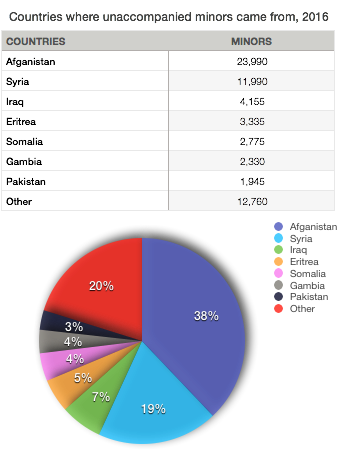 Countries where unaccompanied minors came from, 2016
COUNTRIES MINORS
Afganistan 23,990
Syria 11,990
Iraq 4,155
Eritrea 3,335
Somalia 2,775
Gambia 2,330
Pakistan 1,945
Other 12,760
Afganistan
Syria
Iraq
Eritrea
Somalia
Gambia
Pakistan
Other
20%
38%
3%
4%
4%
5%
7%
19%